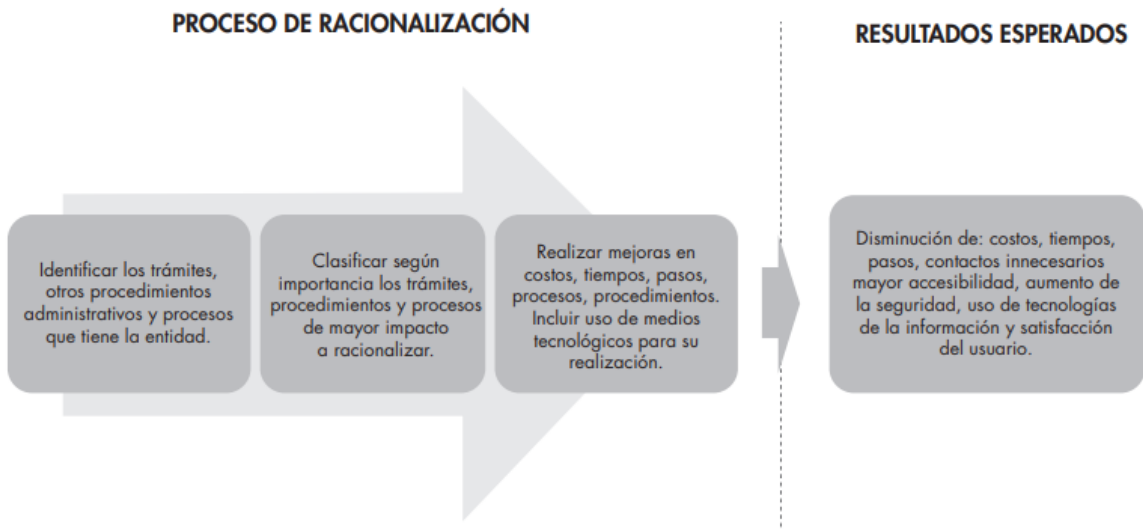 PROCESO DE RACIONALIZACIÓN
RESULTADOS ESPERADOS
Identificar los trámites,
otros procedimientos
administrativos y procesos
que tiene la entidad.
Clasificar según
importancia los trámites,
procedimientos y procesos
de mayor impacto
a racionalizar.
Realizar mejoras en
costos, tiempos, pasos,
procesos, procedimientos.
Incluir uso de medios
tecnológicos para su
realización.
Disminución de: costos, tiempos,
pasos, contactos innecesarios
mayor accesibilidad, aumento de
la seguridad, uso de tecnologías
de la información y satisfacción
del usuario.